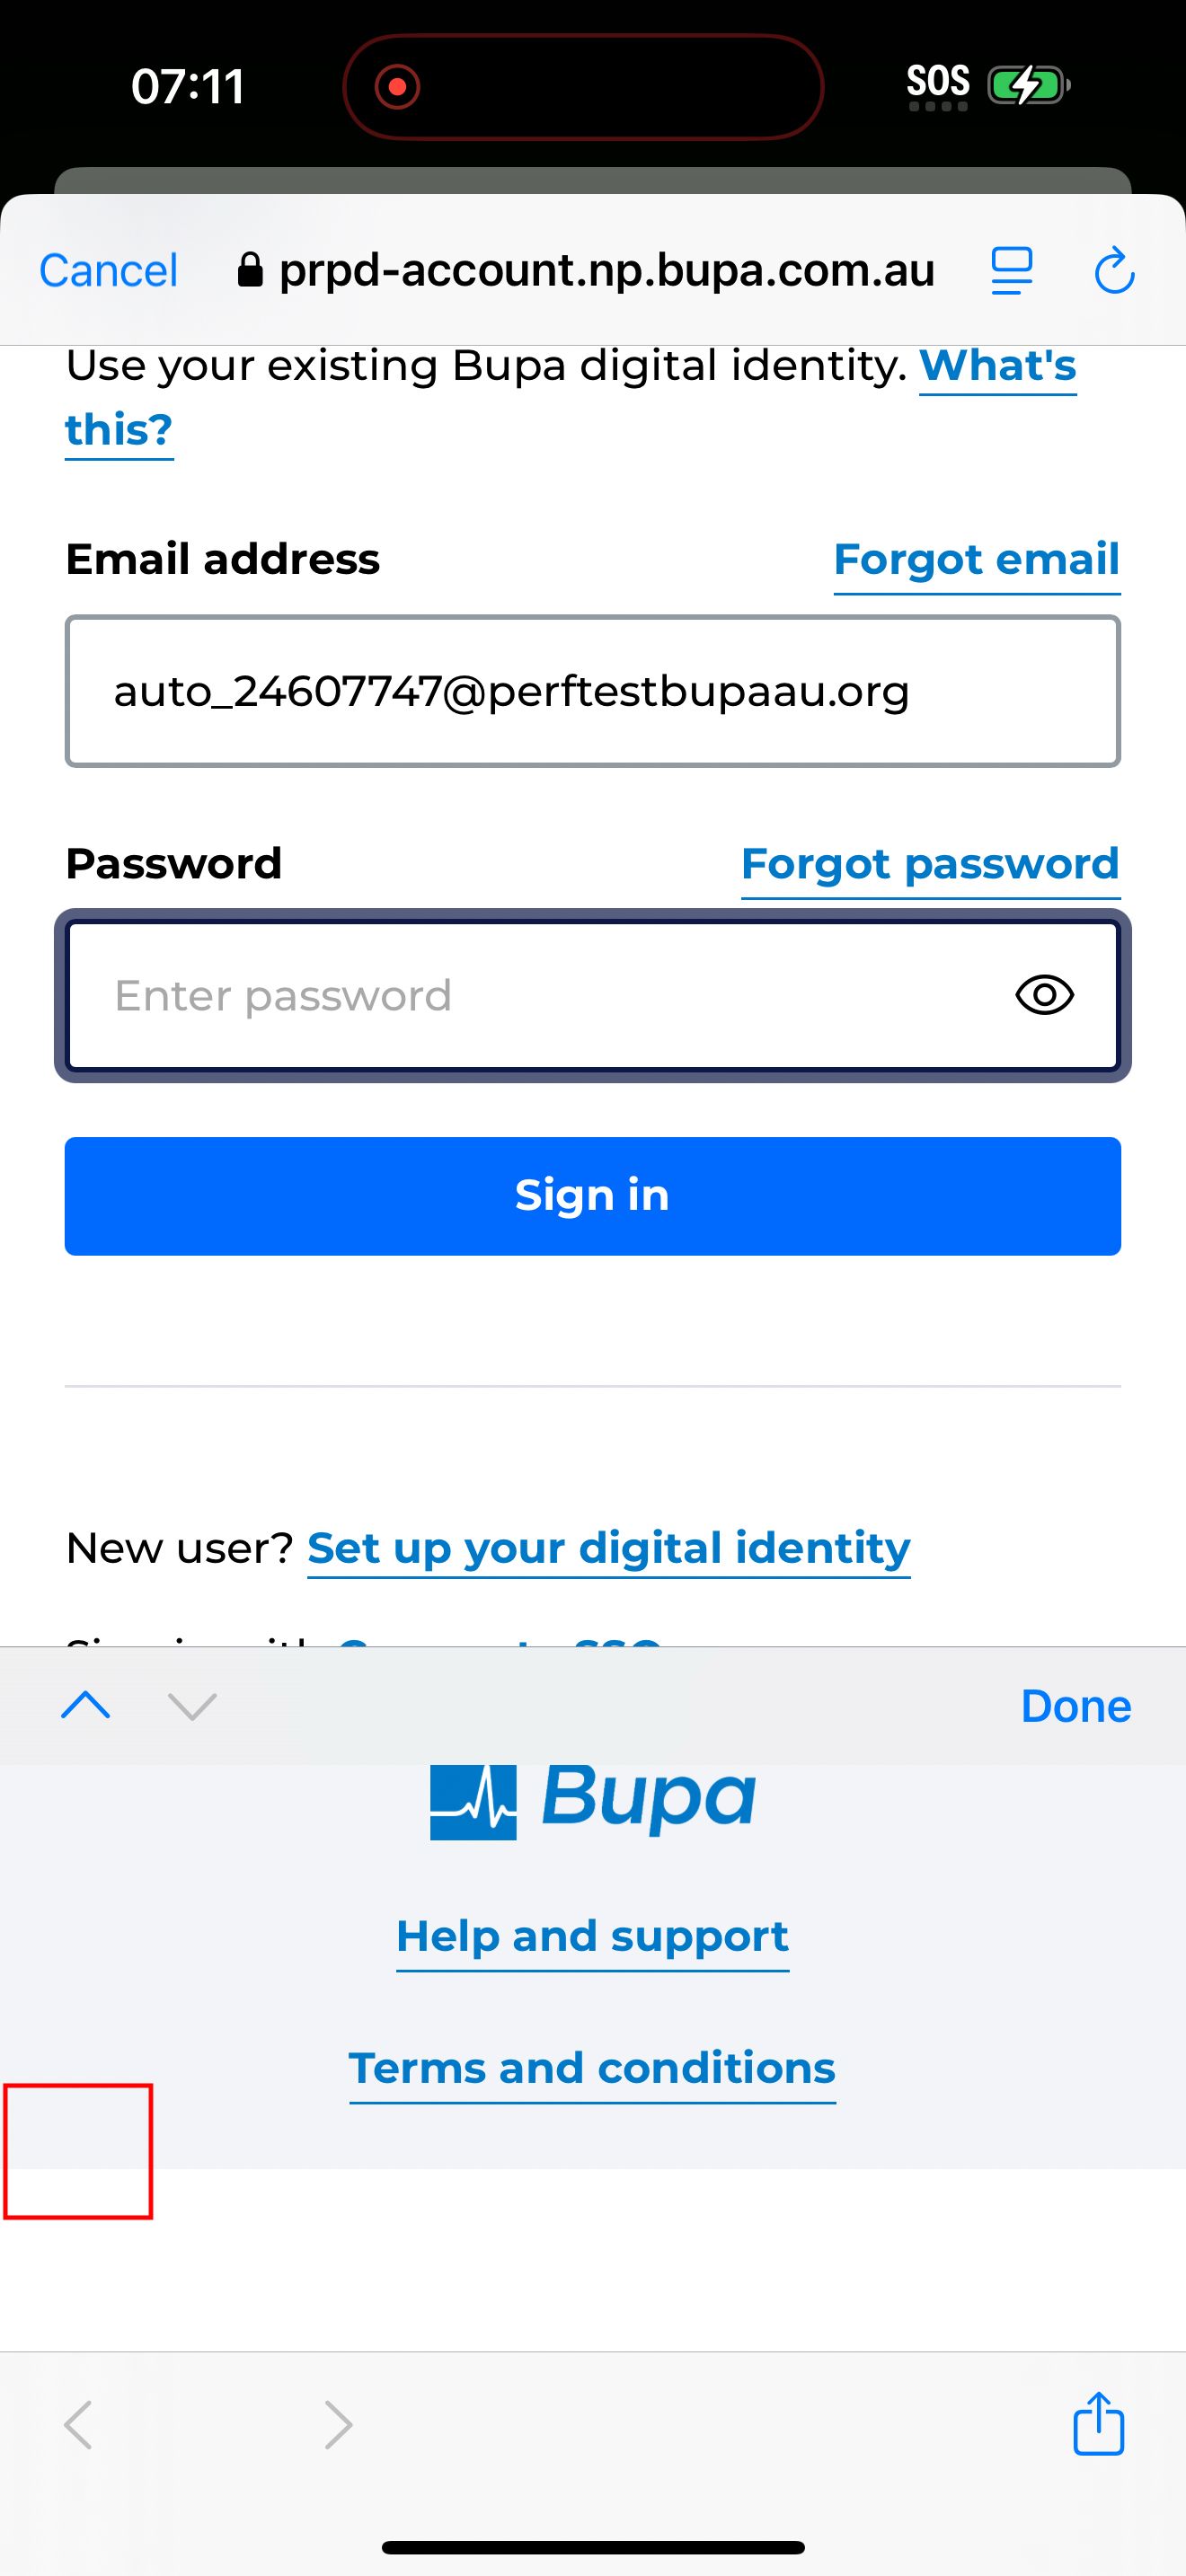 07:11
SOS
Cancel
prpd-account.np.bupa.com.au
Use your existing Bupa digital identity. What's
this?
Email address
Forgot email
auto_24607747@perftestbupaau.org
Password
Forgot password
Enter password
Sign in
New user? Set up your digital identity
Done
Bupa
Help and support
Terms and conditions